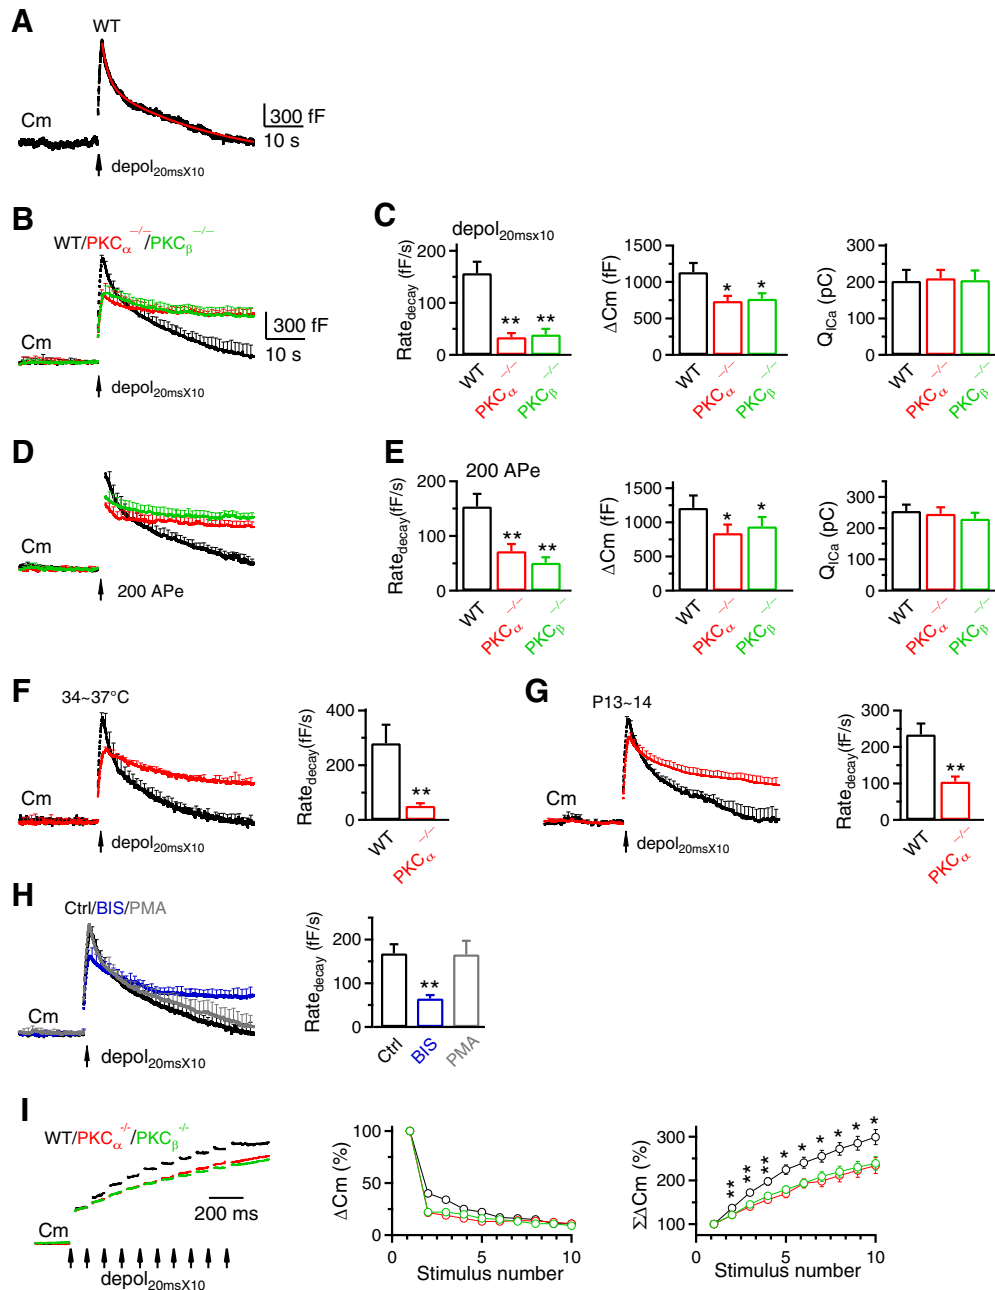 A
WT
Cm
300 fF
10 s
depol20msX10
B
WT/PKCα−/−/PKCβ−/−
Cm
300 fF
10 s
depol20msX10
C
depol20msx10
Ratedecay (fF/s)
200
100
0
**
**
WT
PKCα−/−
PKCβ−/−
ΔCm (fF)
1500
1000
500
0
*
*
WT
PKCα−/−
PKCβ−/−
QICa (pC)
300
200
100
0
WT
PKCα−/−
PKCβ−/−
D
Cm
200 APe
E
200 APe
Ratedecay(fF/s)
200
100
0
**
**
WT
PKCα−/−
PKCβ−/−
ΔCm (fF)
1500
1000
500
0
*
*
WT
PKCα−/−
PKCβ−/−
QICa (pC)
300
200
100
0
WT
PKCα−/−
PKCβ−/−
F
34~37°C
Cm
depol20msX10
Ratedecay(fF/s)
400
200
0
**
WT
PKCα−/−
G
P13~14
Cm
depol20msX10
Ratedecay(fF/s)
300
200
100
0
**
WT
PKCα−/−
H
Ctrl/BIS/PMA
Cm
depol20msX10
Ratedecay (fF/s)
200
100
0
**
Ctrl
BIS
PMA
I
WT/PKCα-/-/PKCβ-/-
200 ms
Cm
depol20msX10
ΔCm (%)
100
50
0
0
5
10
Stimulus number
ΣΔCm (%)
300
200
100
**
**
**
*
*
*
*
*
*
0
5
10
Stimulus number